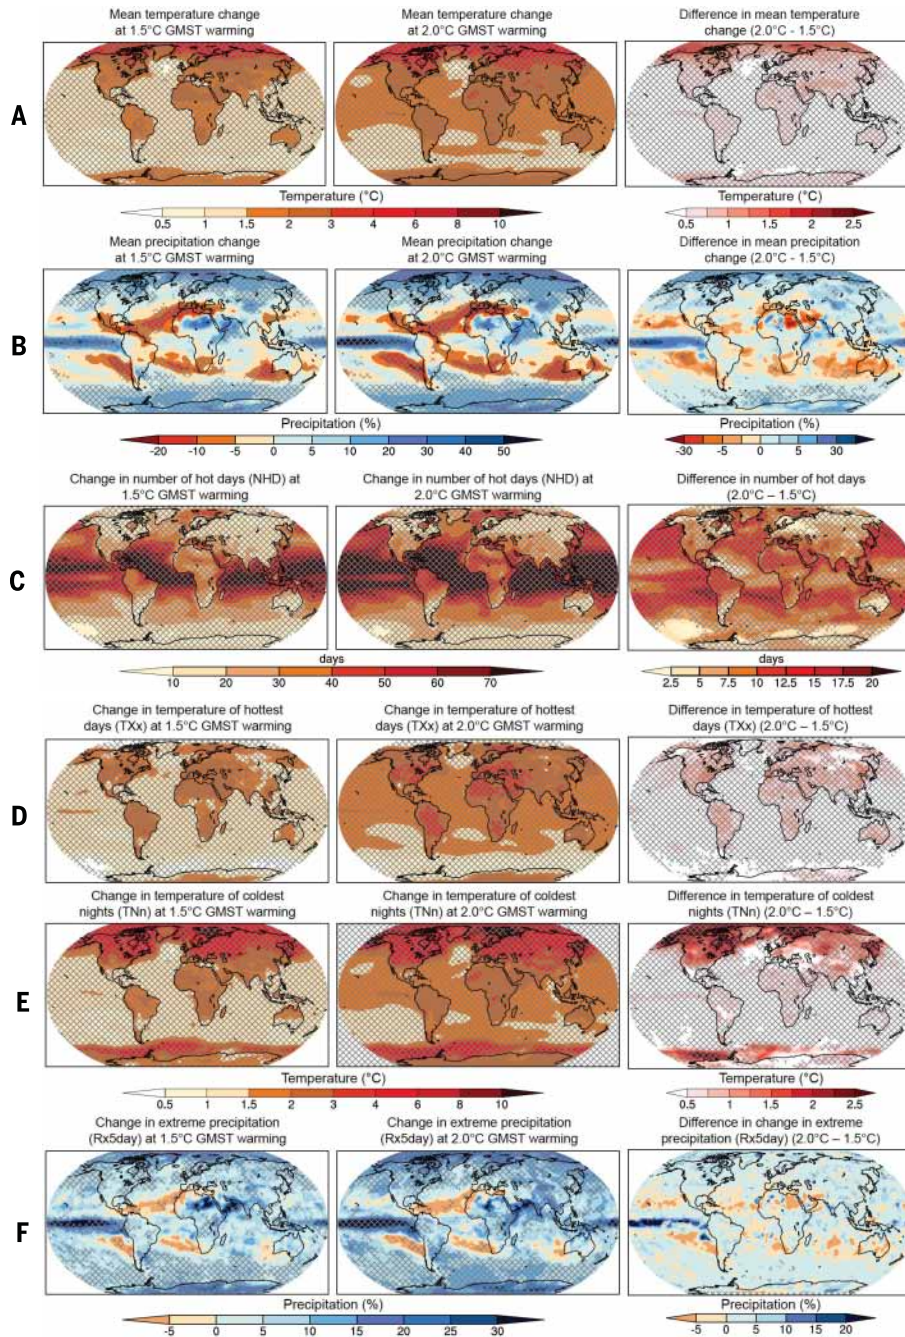 Mean temperature change
at 1.5°C GMST warming
Mean temperature change
at 2.0°C GMST warming
Difference in mean temperature
change (2.0°C - 1.5°C)
A
Temperature (°C)
0.5 1 1.5 2 3 4 6 8 10
Temperature (°C)
0.5 1 1.5 2 2.5
Mean precipitation change
at 1.5°C GMST warming
Mean precipitation change
at 2.0°C GMST warming
Difference in mean precipitation
change (2.0°C - 1.5°C)
B
Precipitation (%)
-20 -10 -5 0 5 10 20 30 40 50
Precipitation (%)
-30 -5 0 5 30
Change in number of hot days (NHD) at
1.5°C GMST warming
Change in number of hot days (NHD) at
2.0°C GMST warming
Difference in number of hot days
(2.0°C – 1.5°C)
C
days
10 20 30 40 50 60 70
days
2.5 5 7.5 10 12.5 15 17.5 20
Change in temperature of hottest
days (TXx) at 1.5°C GMST warming
Change in temperature of hottest
days (TXx) at 2.0°C GMST warming
Difference in temperature of hottest
days (TXx) (2.0°C – 1.5°C)
D
Change in temperature of coldest
nights (TNn) at 1.5°C GMST warming
Change in temperature of coldest
nights (TNn) at 2.0°C GMST warming
Difference in temperature of coldest
nights (TNn) (2.0°C – 1.5°C)
E
Temperature (°C)
0.5 1 1.5 2 3 4 6 8 10
Temperature (°C)
0.5 1 1.5 2 2.5
Change in extreme precipitation
(Rx5day) at 1.5°C GMST warming
Change in extreme precipitation
(Rx5day) at 2.0°C GMST warming
Difference in change in extreme
precipitation (Rx5day) (2.0°C – 1.5°C)
F
Precipitation (%)
-5 0 5 10 15 20 25 30
Precipitation (%)
-5 0 5 10 15 20